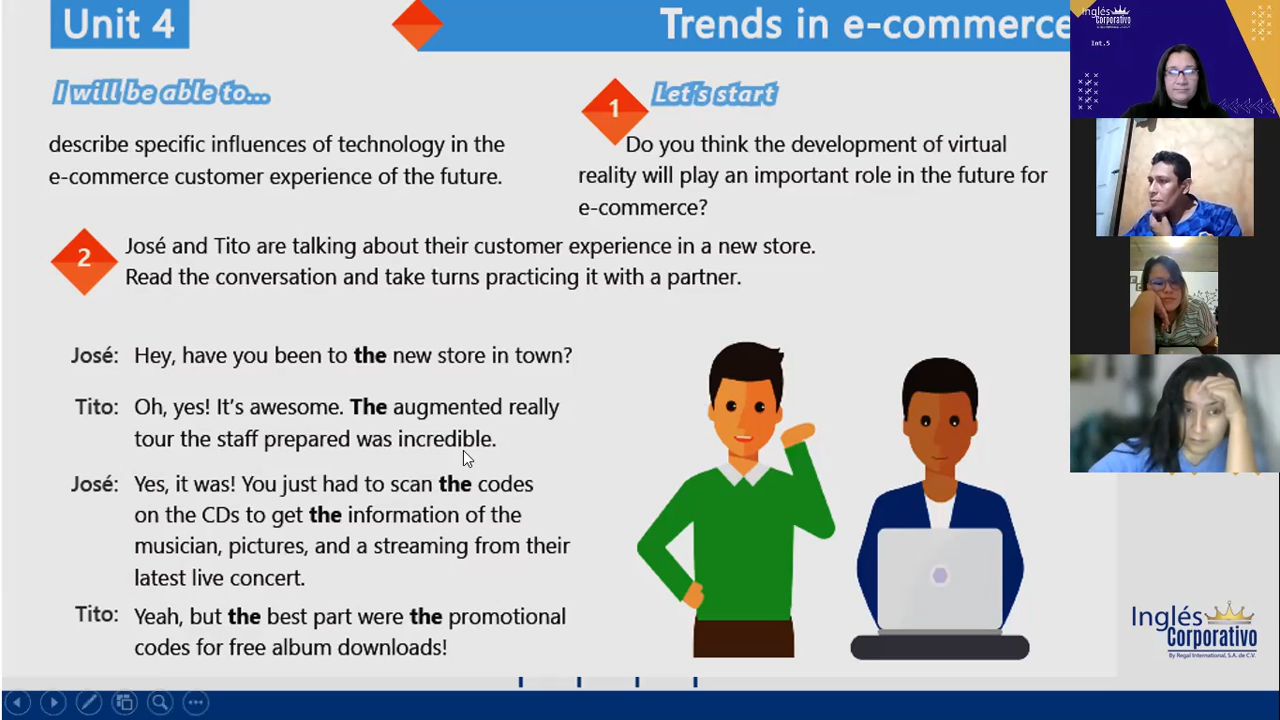 Unit 4
Trends in e-commerce
I will be able to...
describe specific influences of technology in the
e-commerce customer experience of the future.
1
Let's start
Do you think the development of virtual
reality will play an important role in the future for
e-commerce?
2
José and Tito are talking about their customer experience in a new store.
Read the conversation and take turns practicing it with a partner.
José: Hey, have you been to the new store in town?
Tito: Oh, yes! It's awesome. The augmented really
tour the staff prepared was incredible.
José: Yes, it was! You just had to scan the codes
on the CDs to get the information of the
musician, pictures, and a streaming from their
latest live concert.
Tito: Yeah, but the best part were the promotional
codes for free album downloads!
Inglés
Corporativo
Int.5
Inglés
Corporativo
By Regal International, S.A. de C.V.